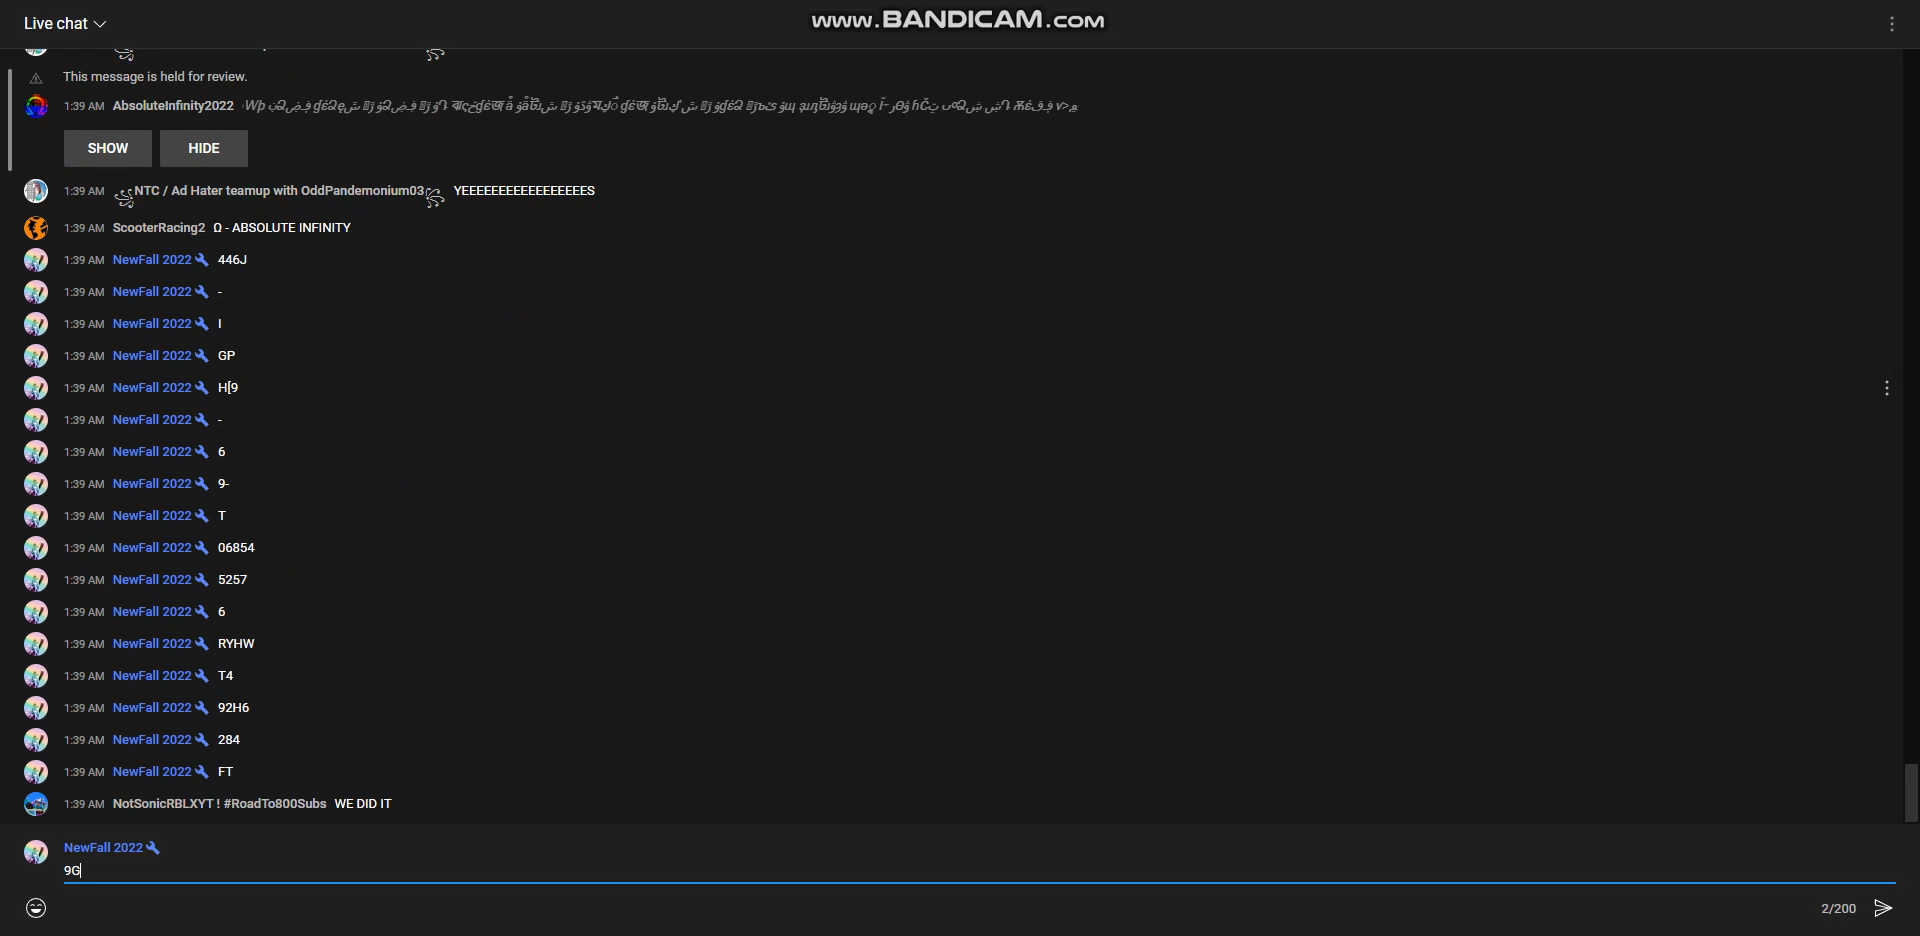 Live chat
www.BANDICAM.com
This message is held for review.
1:39 AM AbsoluteInfinity2022
SHOW HIDE
1:39 AM NTC / Ad Hater teamup with OddPandemonium03 YEEEEEEEEEEEEEEEEES
1:39 AM ScooterRacing2 Ω - ABSOLUTE INFINITY
1:39 AM NewFall 2022 446J
1:39 AM NewFall 2022 -
1:39 AM NewFall 2022 I
1:39 AM NewFall 2022 GP
1:39 AM NewFall 2022 H[9
1:39 AM NewFall 2022 -
1:39 AM NewFall 2022 6
1:39 AM NewFall 2022 9-
1:39 AM NewFall 2022 T
1:39 AM NewFall 2022 06854
1:39 AM NewFall 2022 5257
1:39 AM NewFall 2022 6
1:39 AM NewFall 2022 RYHW
1:39 AM NewFall 2022 T4
1:39 AM NewFall 2022 92H6
1:39 AM NewFall 2022 284
1:39 AM NewFall 2022 FT
1:39 AM NotSonicRBLXYT ! #RoadTo800Subs WE DID IT
NewFall 2022
9G
2/200